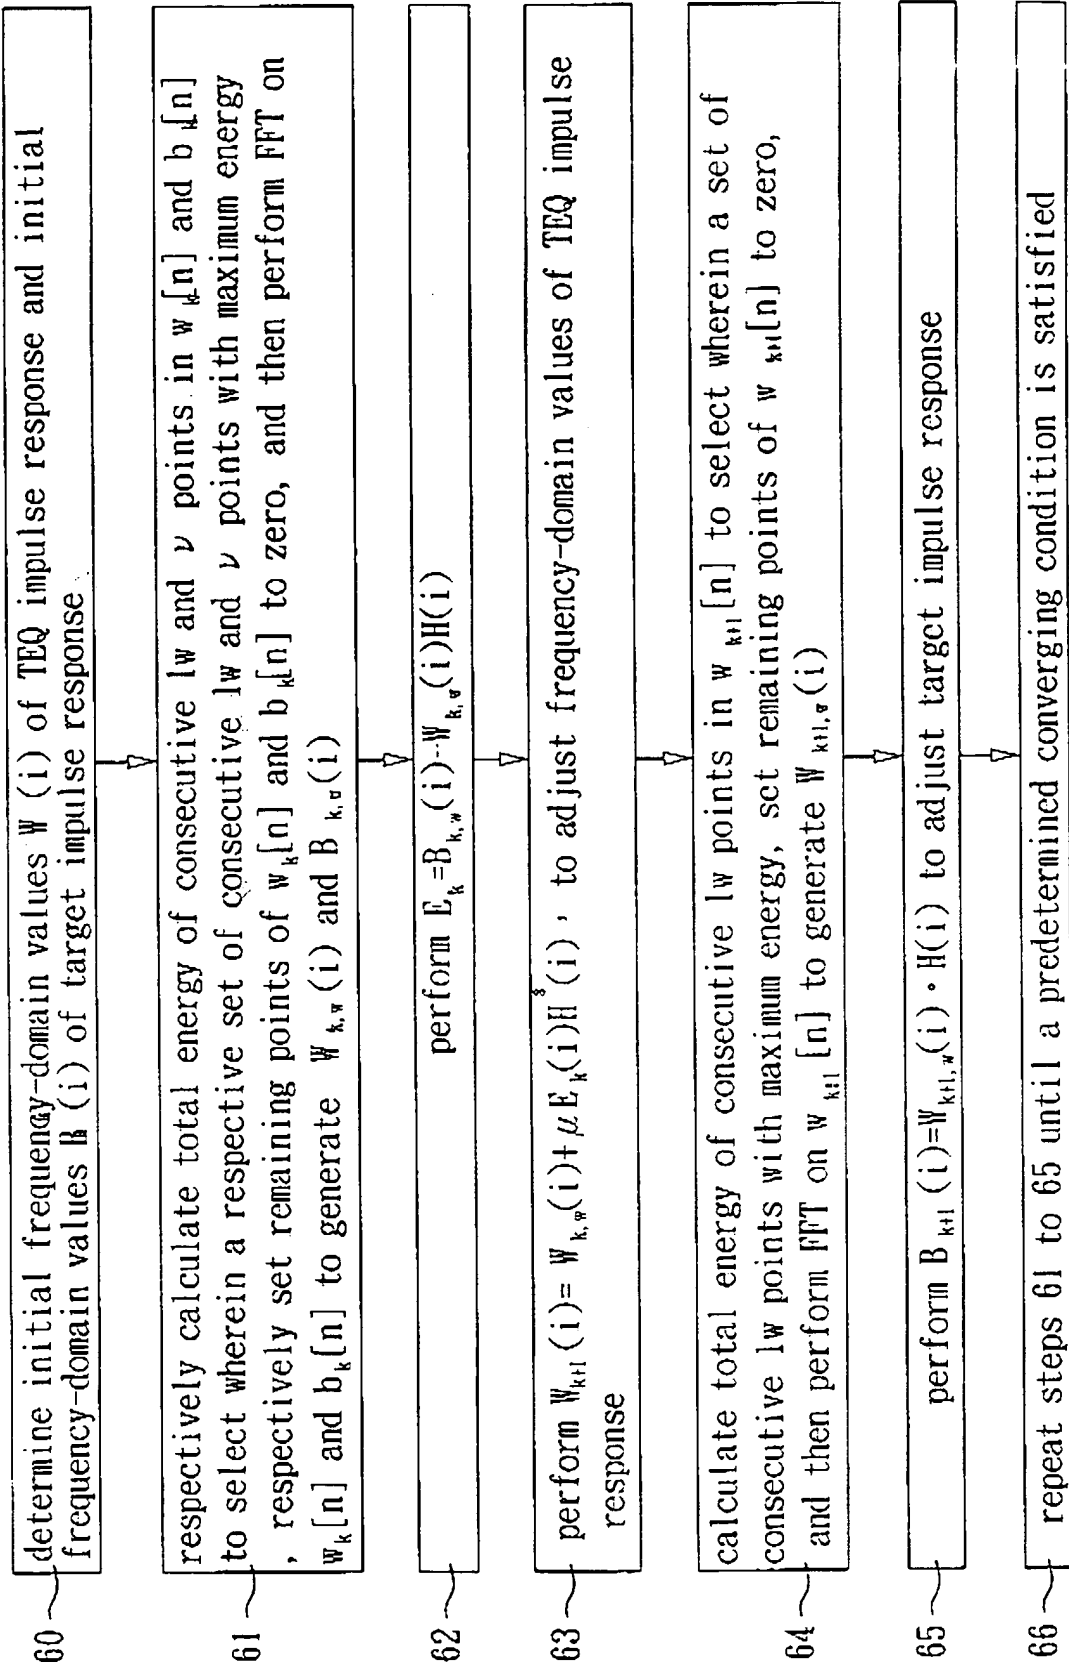 60
determine initial frequency-domain values W (i) of TEQ impulse response and initial
frequency-domain values B (i) of target impulse response
61
respectively calculate total energy of consecutive lw and ν points in wk[n] and bk[n]
to select wherein a respective set of consecutive lw and ν points with maximum energy
, respectively set remaining points of wk[n] and bk[n] to zero, and then perform FFT on
wk[n] and bk[n] to generate Wk,w(i) and Bk,w(i)
62
perform Ek=Bk,w(i)-Wk,w(i)H(i)
63
perform Wk+1(i)= Wk,w(i)+μEk(i)H*(i), to adjust frequency-domain values of TEQ impulse
response
64
calculate total energy of consecutive lw points in wk+1[n] to select wherein a set of
consecutive lw points with maximum energy, set remaining points of wk+1[n] to zero,
and then perform FFT on wk+1[n] to generate Wk+1,w(i)
65
perform Bk+1(i)=Wk+1,w(i)·H(i) to adjust target impulse response
66
repeat steps 61 to 65 until a predetermined converging condition is satisfied